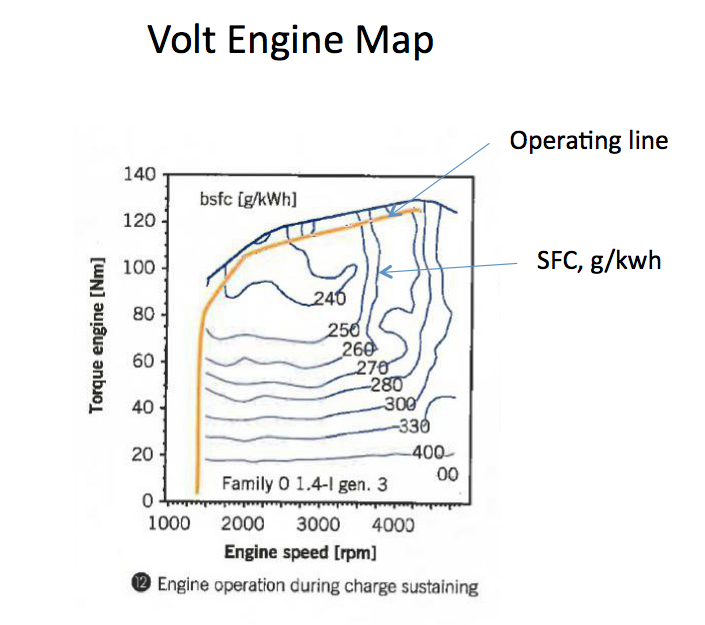 Volt Engine Map
Operating line
SFC, g/kwh
140
bsfc [g/kWh]
120
100
80
60
40
20
0
Torque engine [Nm]
240
250
260
270
280
300
330
400
00
Family 0 1.4-l gen. 3
1000 2000 3000 4000
Engine speed [rpm]
12 Engine operation during charge sustaining